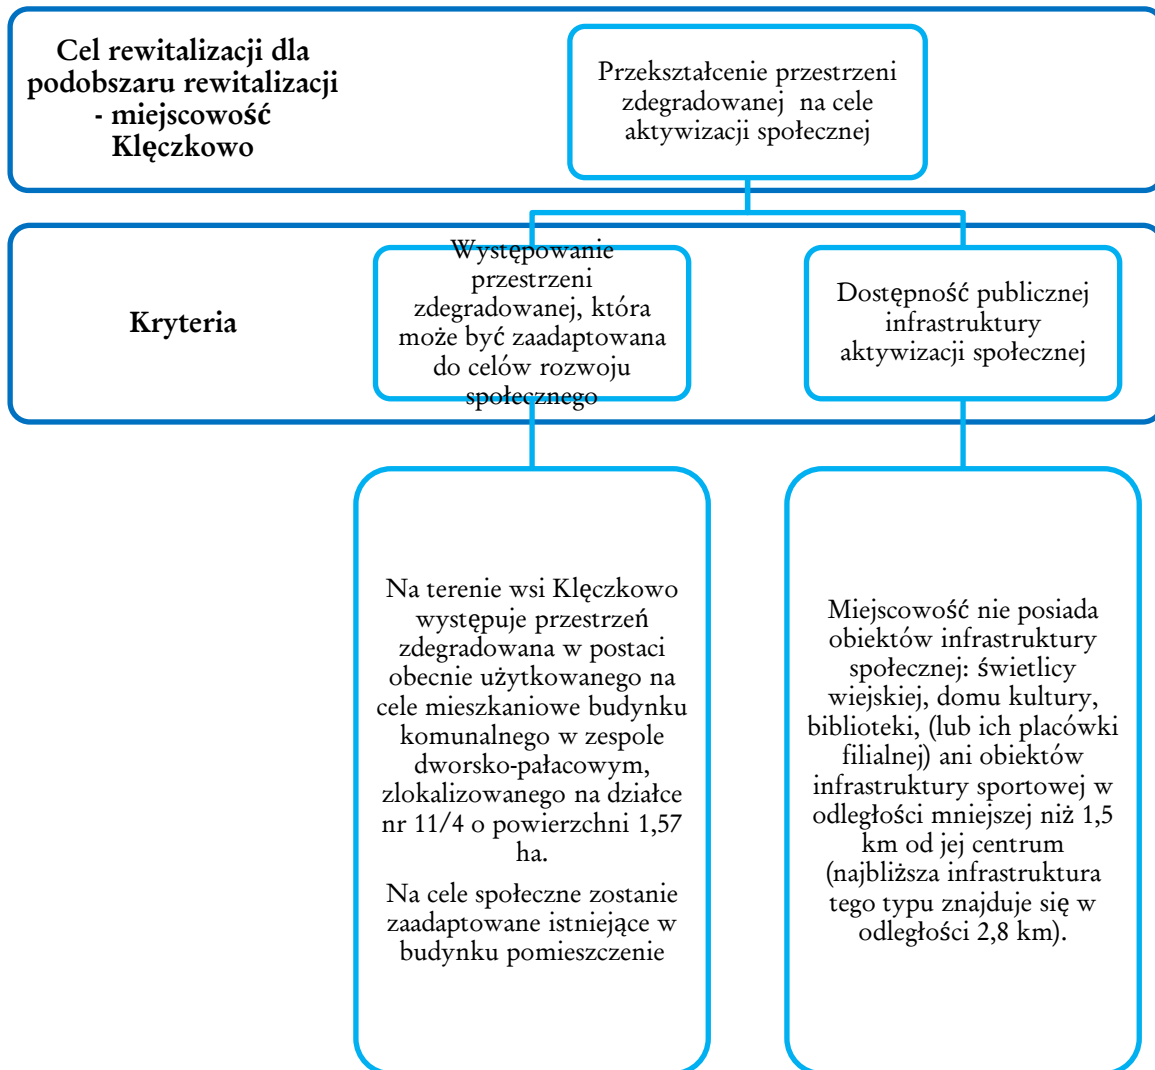 Cel rewitalizacji dla
podobszaru rewitalizacji
- miejscowość
Klęczkowo
Przekształcenie przestrzeni
zdegradowanej na cele
aktywizacji społecznej
Kryteria
Występowanie
przestrzeni
zdegradowanej, która
może być zaadaptowana
do celów rozwoju
społecznego
Dostępność publicznej
infrastruktury
aktywizacji społecznej
Na terenie wsi Klęczkowo
występuje przestrzeń
zdegradowana w postaci
obecnie użytkowanego na
cele mieszkaniowe budynku
komunalnego w zespole
dworsko-pałacowym,
zlokalizowanego na działce
nr 11/4 o powierzchni 1,57
ha.
Na cele społeczne zostanie
zaadaptowane istniejące w
budynku pomieszczenie
Miejscowość nie posiada
obiektów infrastruktury
społecznej: świetlicy
wiejskiej, domu kultury,
biblioteki, (lub ich placówki
filialnej) ani obiektów
infrastruktury sportowej w
odległości mniejszej niż 1,5
km od jej centrum
(najbliższa infrastruktura
tego typu znajduje się w
odległości 2,8 km).